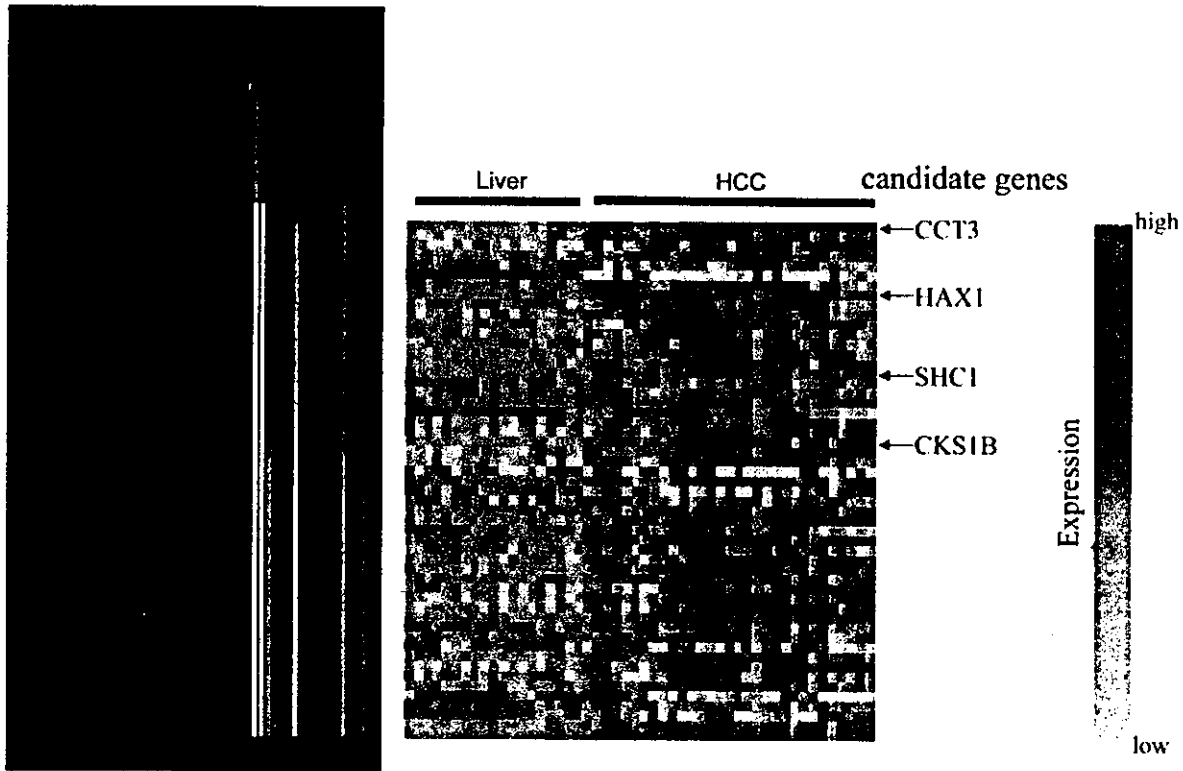 Liver HCC candidate genes
CCT3
HAX1
SHC1
CKS1B
high
Expression
low